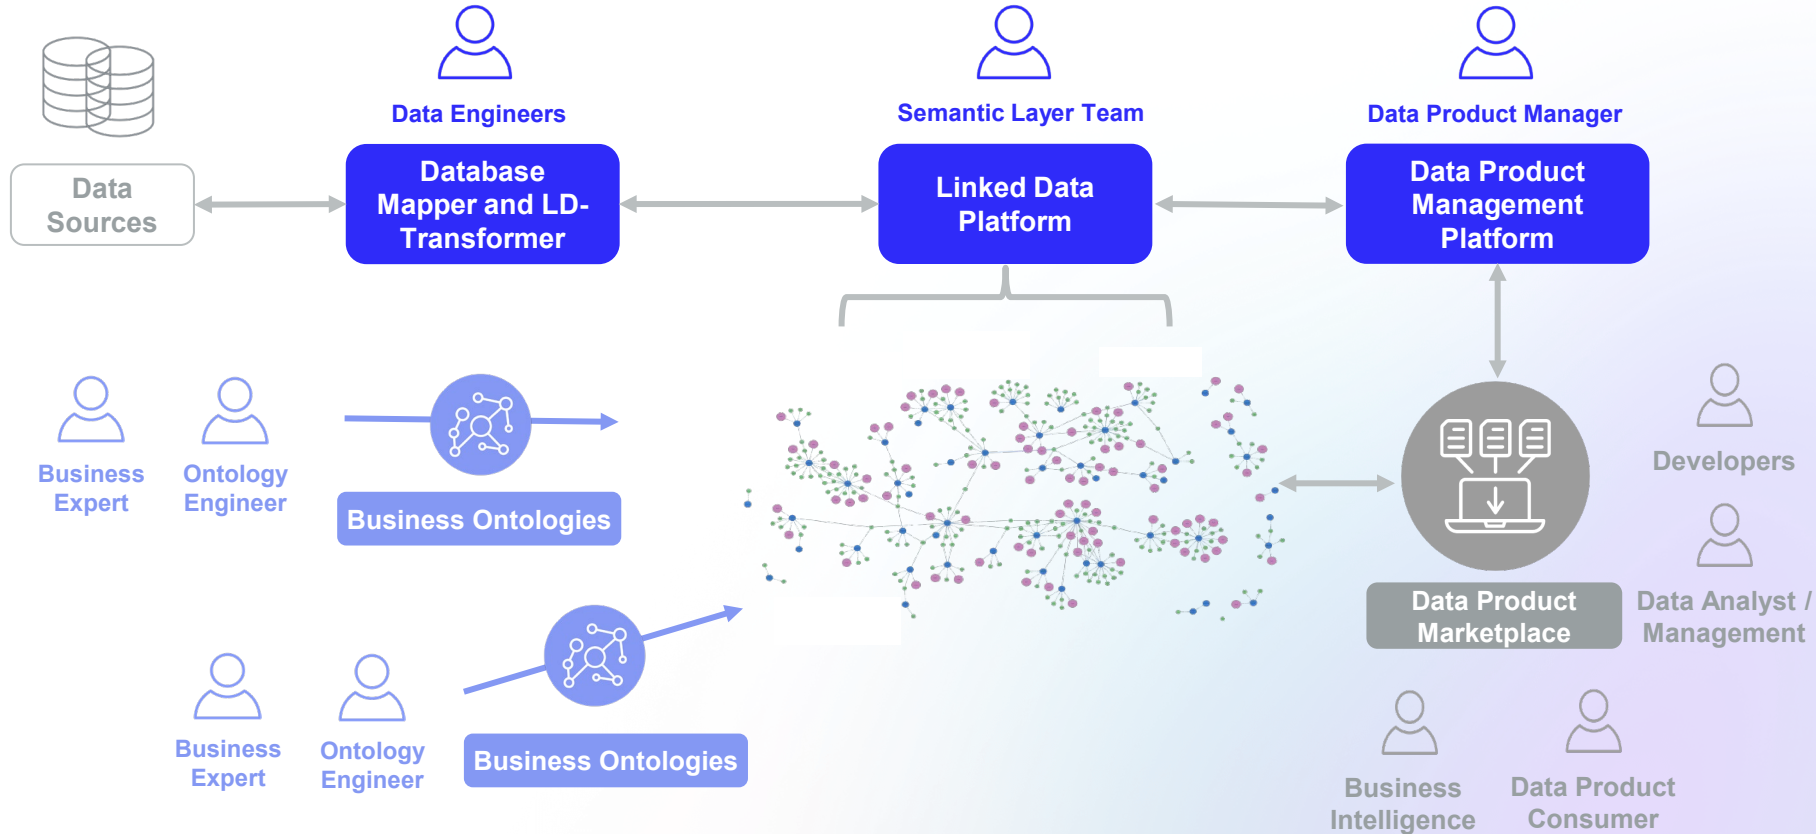 Data Engineers
Semantic Layer Team
Data Product Manager
Data
Sources
Database
Mapper and LD-
Transformer
Linked Data
Platform
Data Product
Management
Platform
Business
Expert
Ontology
Engineer
Business Ontologies
Developers
Data Product
Marketplace
Data Analyst /
Management
Business
Expert
Ontology
Engineer
Business Ontologies
Business
Intelligence
Data Product
Consumer